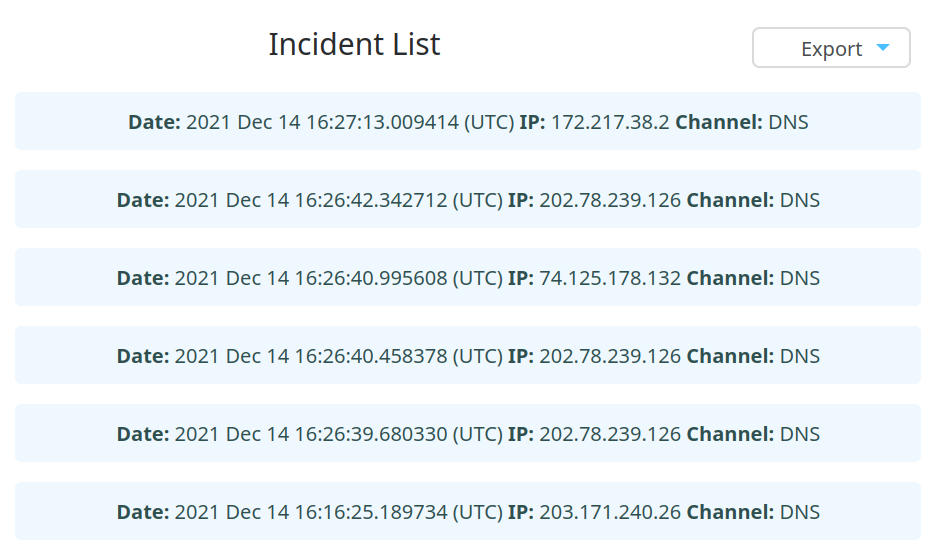 Incident List
Export
Date: 2021 Dec 14 16:27:13.009414 (UTC) IP: 172.217.38.2 Channel: DNS
Date: 2021 Dec 14 16:26:42.342712 (UTC) IP: 202.78.239.126 Channel: DNS
Date: 2021 Dec 14 16:26:40.995608 (UTC) IP: 74.125.178.132 Channel: DNS
Date: 2021 Dec 14 16:26:40.458378 (UTC) IP: 202.78.239.126 Channel: DNS
Date: 2021 Dec 14 16:26:39.680330 (UTC) IP: 202.78.239.126 Channel: DNS
Date: 2021 Dec 14 16:16:25.189734 (UTC) IP: 203.171.240.26 Channel: DNS